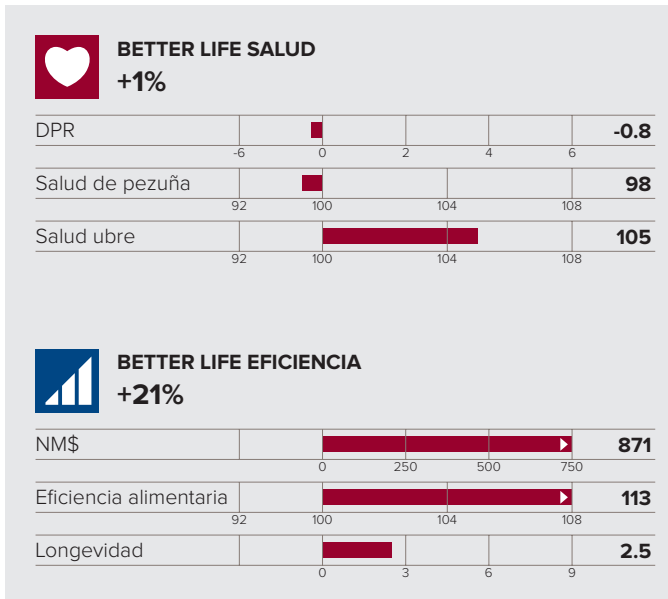 BETTER LIFE SALUD
+1%
DPR -0.8
-6 0 2 4 6
Salud de pezuña 98
92 100 104 108
Salud ubre 105
92 100 104 108
BETTER LIFE EFICIENCIA
+21%
NM$ 871
0 250 500 750
Eficiencia alimentaria 113
92 100 104 108
Longevidad 2.5
0 3 6 9